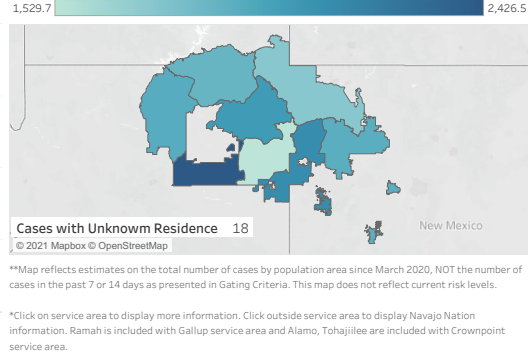 1,529.7
2,426.5
New Mexico
Cases with Unknowm Residence 18
© 2021 Mapbox © OpenStreetMap
**Map reflects estimates on the total number of cases by population area since March 2020, NOT the number of
cases in the past 7 or 14 days as presented in Gating Criteria. This map does not reflect current risk levels.
*Click on service area to display more information. Click outside service area to display Navajo Nation
information. Ramah is included with Gallup service area and Alamo, Tohajiilee are included with Crownpoint
service area.